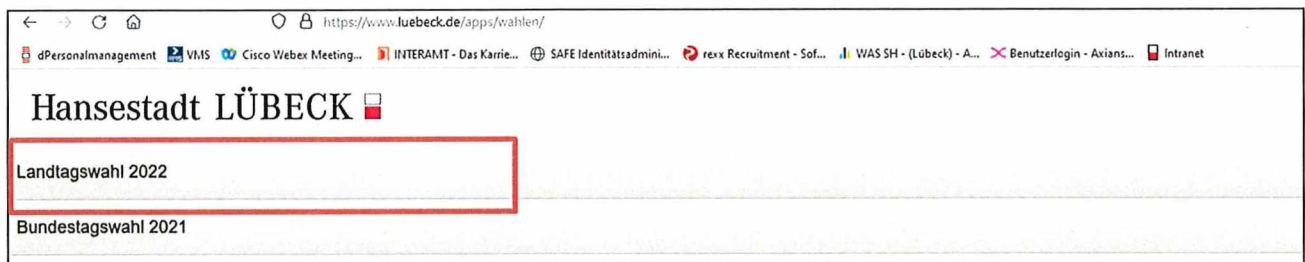 https://www.luebeck.de/apps/wahlen/
dPersonalmanagement VMS Cisco Webex Meeting... INTERAMT - Das Karrie... SAFE Identitätsadmini... rexx Recruitment - Sof... WAS SH - (Lübeck) - A... Benutzerlogin - Axians... Intranet
Hansestadt LÜBECK
Landtagswahl 2022
Bundestagswahl 2021